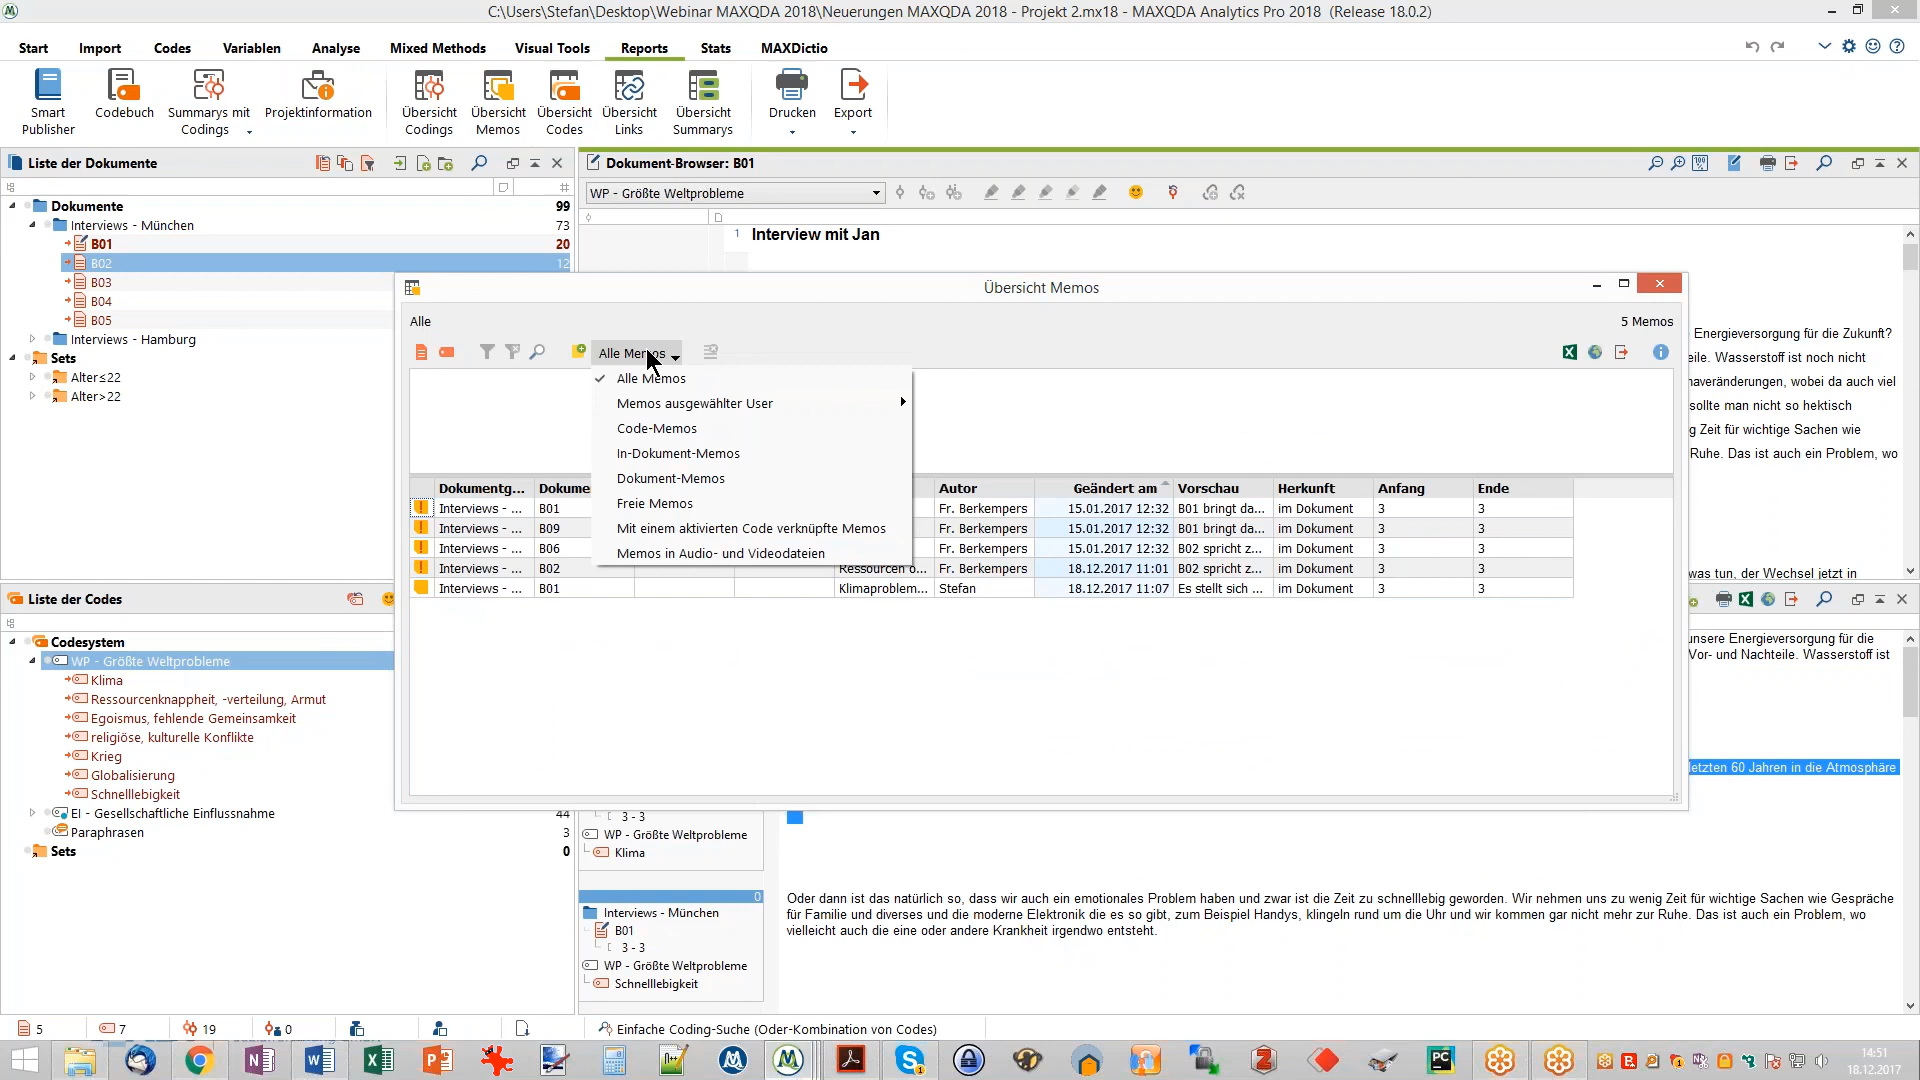 C:\Users\Stefan\Desktop\Webinar MAXQDA 2018\Neuerungen MAXQDA 2018 - Projekt 2.mx18 - MAXQDA Analytics Pro 2018 (Release 18.0.2)
Start Import Codes Variablen Analyse Mixed Methods Visual Tools Reports Stats MAXDictio
Smart Publisher
Codebuch
Summarys mit Codings
Projektinformation
Übersicht Codings
Übersicht Memos
Übersicht Codes
Übersicht Links
Übersicht Summarys
Drucken
Export
Liste der Dokumente
Dokumente 99
Interviews - München 73
B01 20
B02 12
B03
B04
B05
Interviews - Hamburg
Sets
Alter≤22
Alter>22
Dokument-Browser: B01
WP - Größte Weltprobleme
1 Interview mit Jan
Energieversorgung für die Zukunft?
eile. Wasserstoff ist noch nicht
naveränderungen, wobei da auch viel
sollte man nicht so hektisch
g Zeit für wichtige Sachen wie
Ruhe. Das ist auch ein Problem, wo
was tun, der Wechsel jetzt in
Übersicht Memos
Alle 5 Memos
Alle Memos
Alle Memos
Memos ausgewählter User
Code-Memos
In-Dokument-Memos
Dokument-Memos
Freie Memos
Mit einem aktivierten Code verknüpfte Memos
Memos in Audio- und Videodateien
Dokumentg... Dokume Autor Geändert am Vorschau Herkunft Anfang Ende
Interviews - ... B01 Fr. Berkempers 15.01.2017 12:32 B01 bringt da... im Dokument 3 3
Interviews - ... B09 Fr. Berkempers 15.01.2017 12:32 B01 bringt da... im Dokument 3 3
Interviews - ... B06 Fr. Berkempers 15.01.2017 12:32 B02 spricht z... im Dokument 3 3
Interviews - ... B02 Ressourcen o... Fr. Berkempers 18.12.2017 11:01 B02 spricht z... im Dokument 3 3
Interviews - ... B01 Klimaproblem... Stefan 18.12.2017 11:07 Es stellt sich ... im Dokument 3 3
Liste der Codes
Codesystem
WP - Größte Weltprobleme
Klima
Ressourcenknappheit, -verteilung, Armut
Egoismus, fehlende Gemeinsamkeit
religiöse, kulturelle Konflikte
Krieg
Globalisierung
Schnelllebigkeit
EI - Gesellschaftliche Einflussnahme 44
Paraphrasen 3
Sets 0
unsere Energieversorgung für die
Vor- und Nachteile. Wasserstoff ist
letzten 60 Jahren in die Atmosphäre
3 - 3
WP - Größte Weltprobleme
Klima
0
Interviews - München
B01
3 - 3
WP - Größte Weltprobleme
Schnelllebigkeit
Oder dann ist das natürlich so, dass wir auch ein emotionales Problem haben und zwar ist die Zeit zu schnelllebig geworden. Wir nehmen uns zu wenig Zeit für wichtige Sachen wie Gespräche
für Familie und diverses und die moderne Elektronik die es so gibt, zum Beispiel Handys, klingeln rund um die Uhr und wir kommen gar nicht mehr zur Ruhe. Das ist auch ein Problem, wo
vielleicht auch die eine oder andere Krankheit irgendwo entsteht.
5 7 19 0 Einfache Coding-Suche (Oder-Kombination von Codes)
14:51
18.12.2017